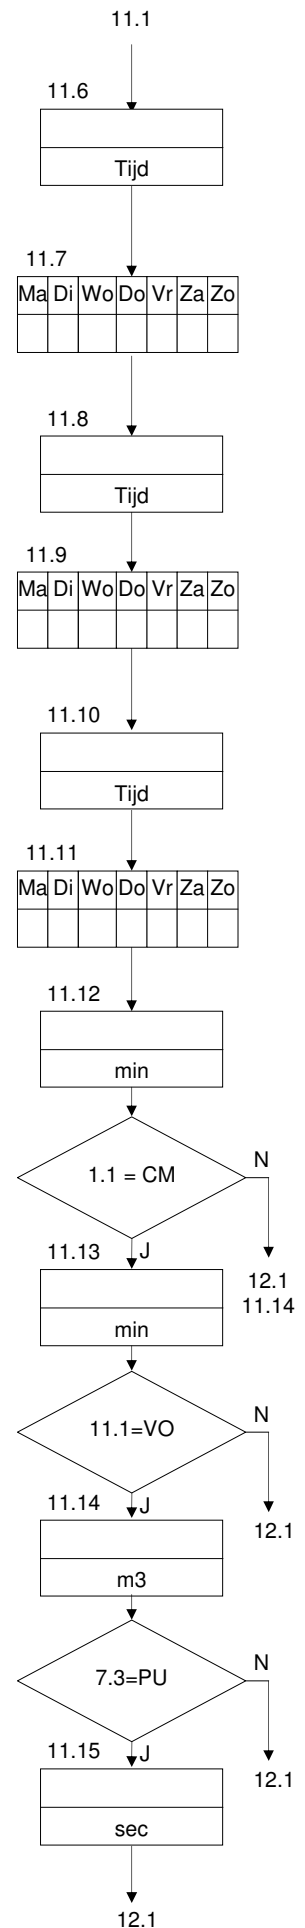 11.1
11.6
Tijd
11.7
Ma Di Wo Do Vr Za Zo
11.8
Tijd
11.9
Ma Di Wo Do Vr Za Zo
11.10
Tijd
11.11
Ma Di Wo Do Vr Za Zo
11.12
min
1.1 = CM
N
J
12.1
11.14
11.13
min
11.1=VO
N
J
12.1
11.14
m3
7.3=PU
N
J
12.1
11.15
sec
12.1